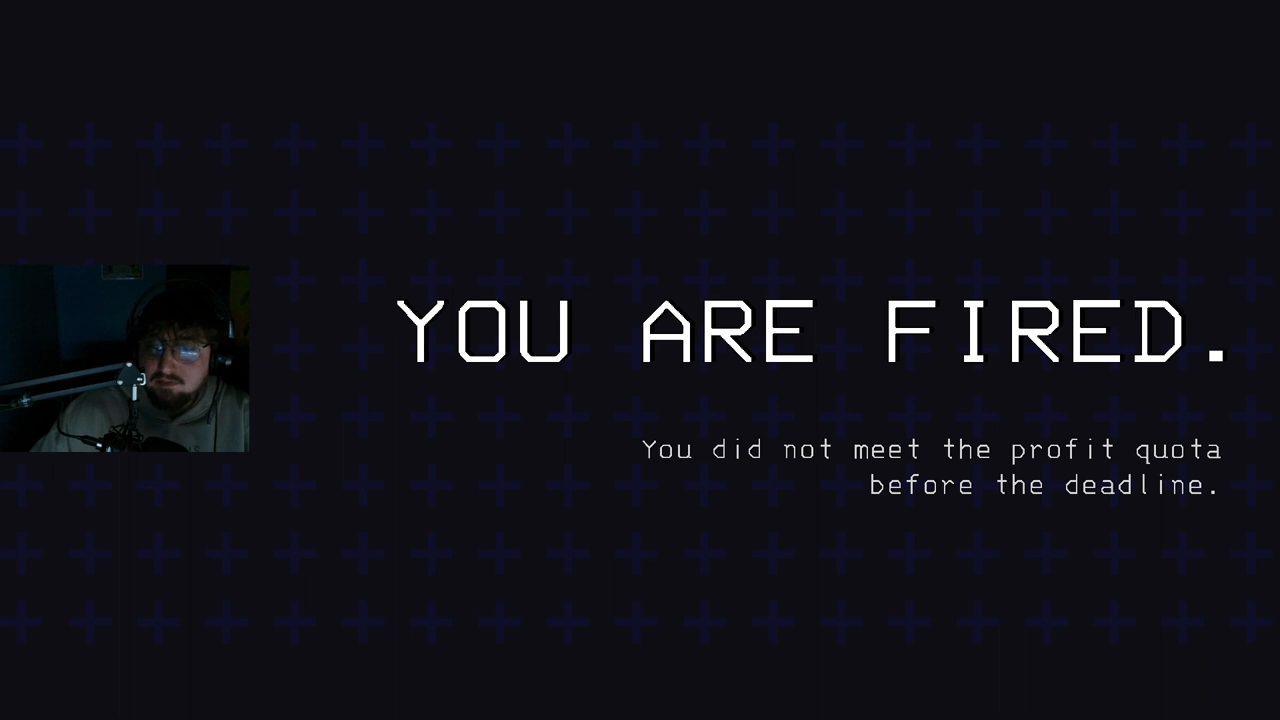 YOU ARE FIRED.
You did not meet the profit quota
before the deadline.